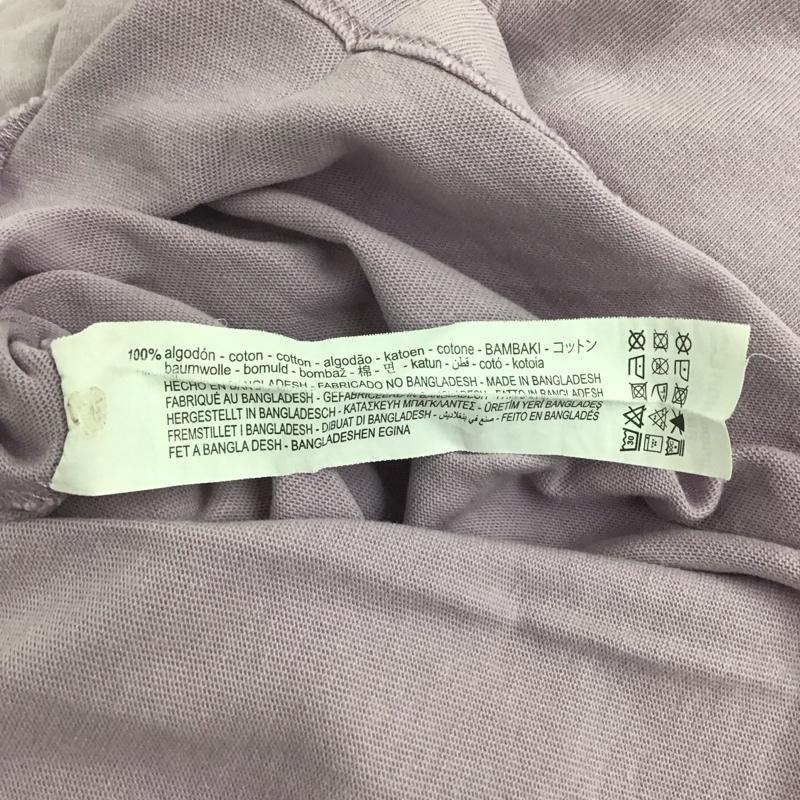 100% algodón - coton - cotton - algodão - katoen - cotone - BAMBAKI - コットン
baumwolle - bomuld - bombaž - 棉 - 면 - katun - قطن - cotó - kotoia
HECHO EN BANGLADESH - FABRICADO NO BANGLADESH - MADE IN BANGLADESH
FABRIQUÉ AU BANGLADESH - IN BANGLADESH - FATTO IN BANGLADESH
HERGESTELLT IN BANGLADESCH - ΚΑΤΑΣΚΕΥΗ ΜΠΑΓΚΛΑΝΤΕΣ - ÜRETİM YERİ BANGLADEŞ
FREMSTILLET I BANGLADESH - DIBUAT DI BANGLADESH - صنع في بنغلاديش - FEITO EN BANGLADÉS
FET A BANGLA DESH - BANGLADESHEN EGINA